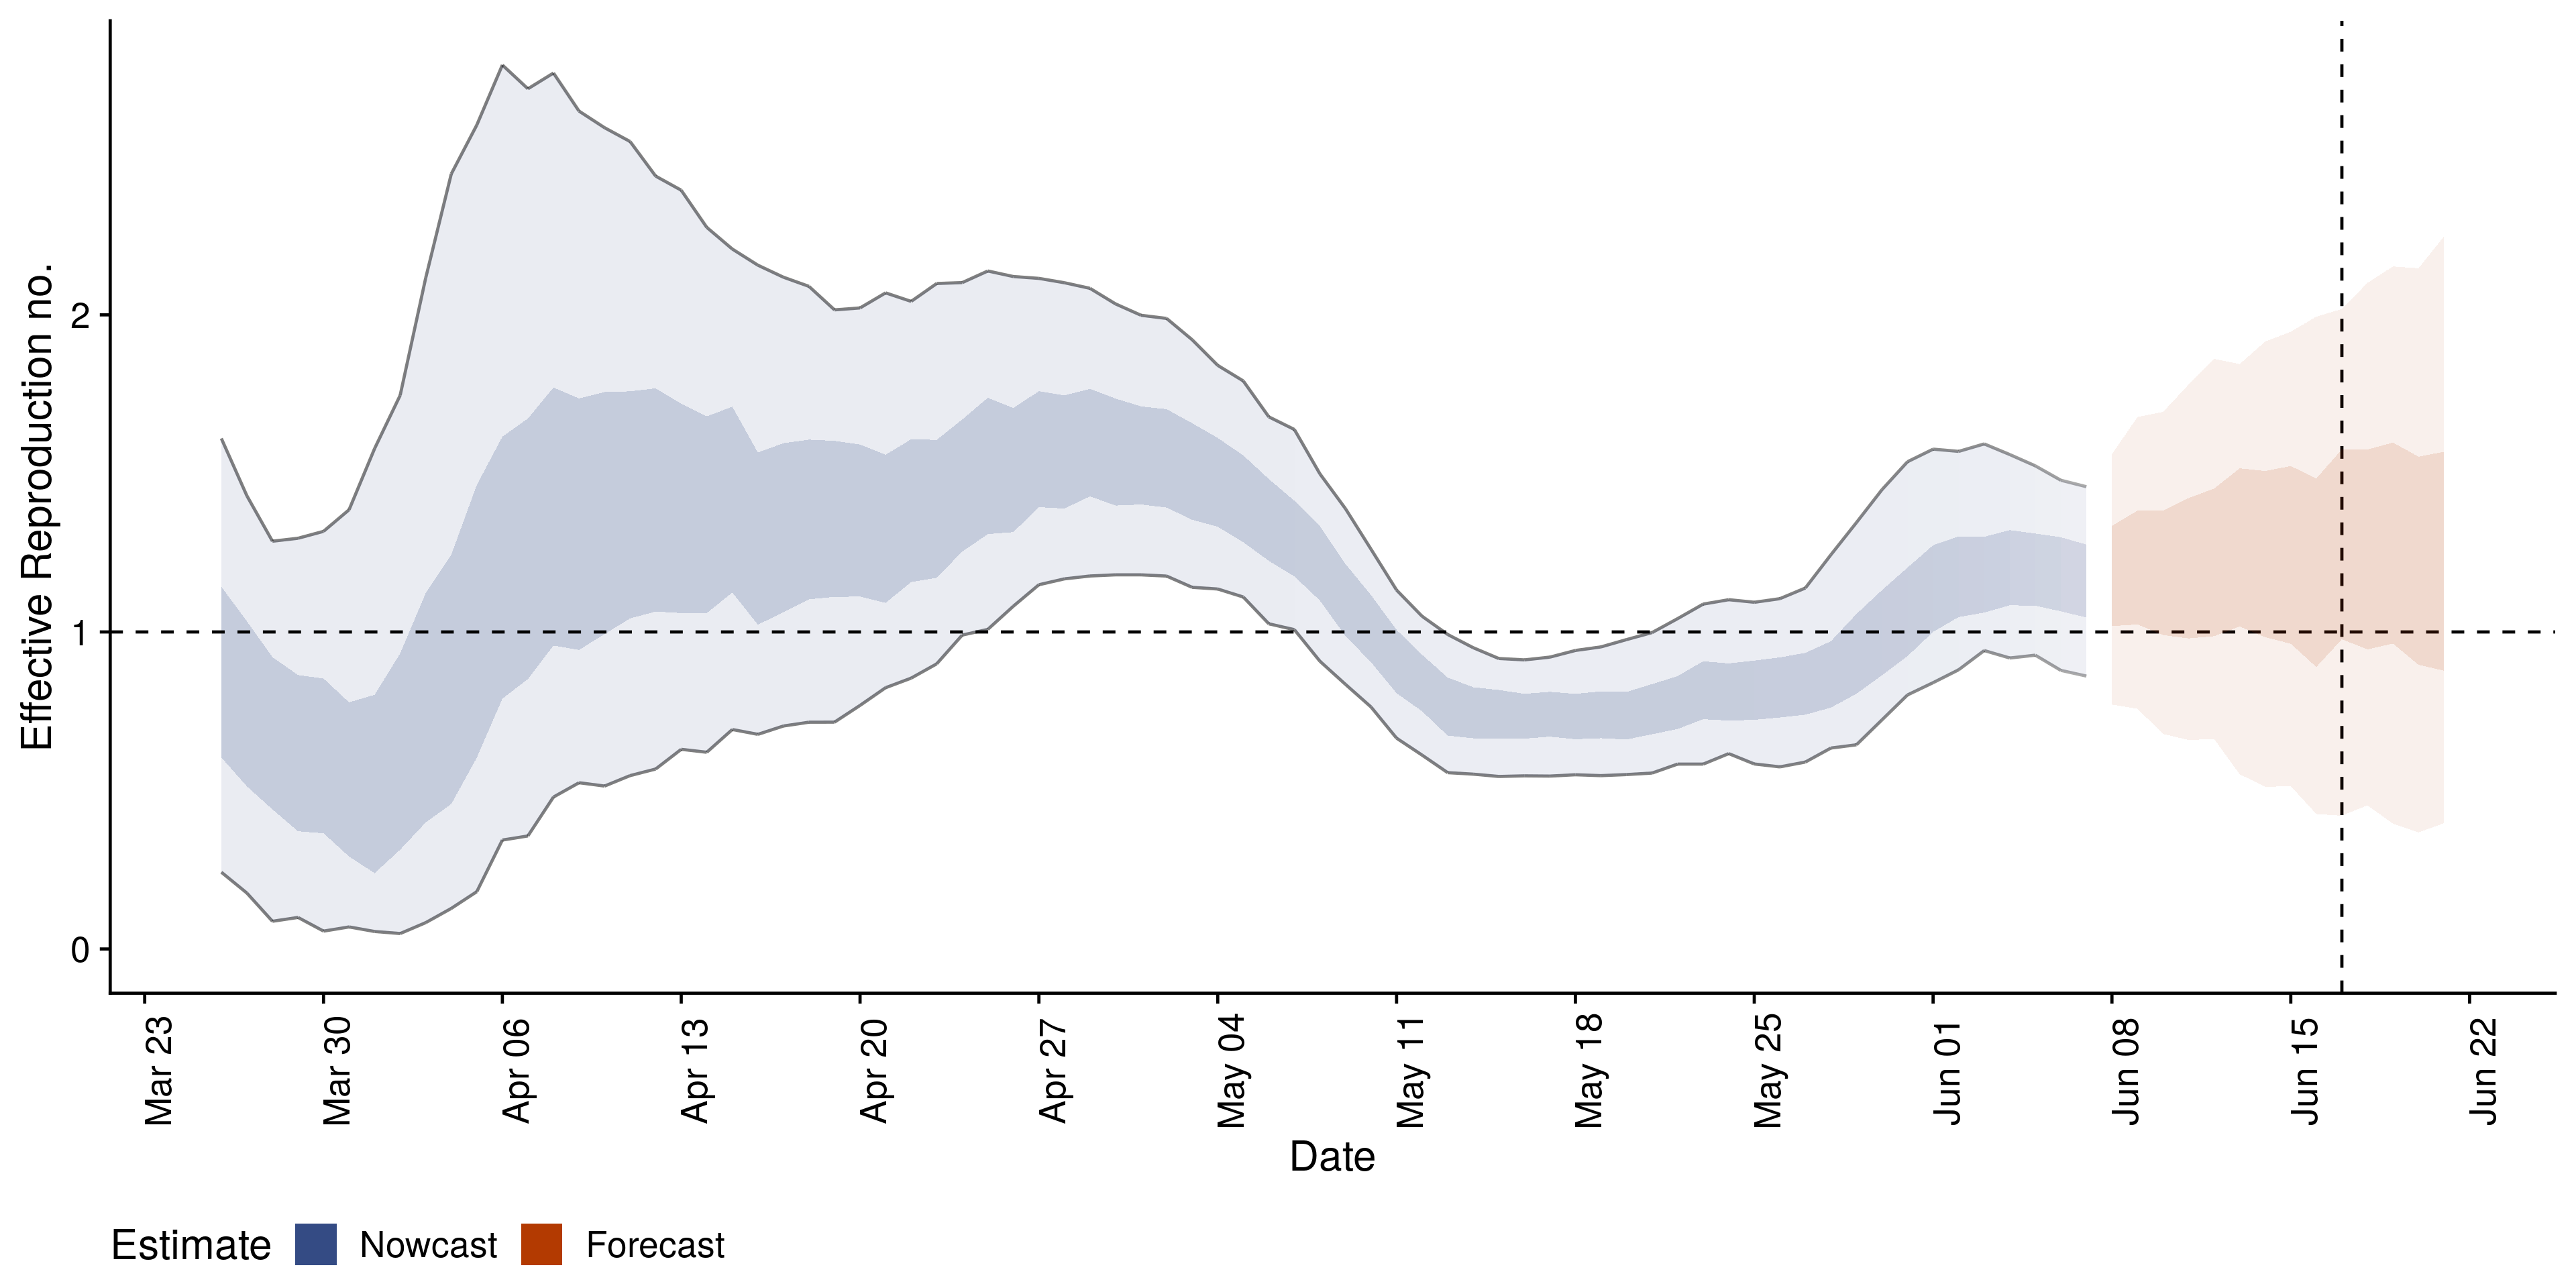 Effective Reproduction no.
2
1
0
Mar 23
Mar 30
Apr 06
Apr 13
Apr 20
Apr 27
May 04
May 11
May 18
May 25
Jun 01
Jun 08
Jun 15
Jun 22
Date
Estimate Nowcast Forecast